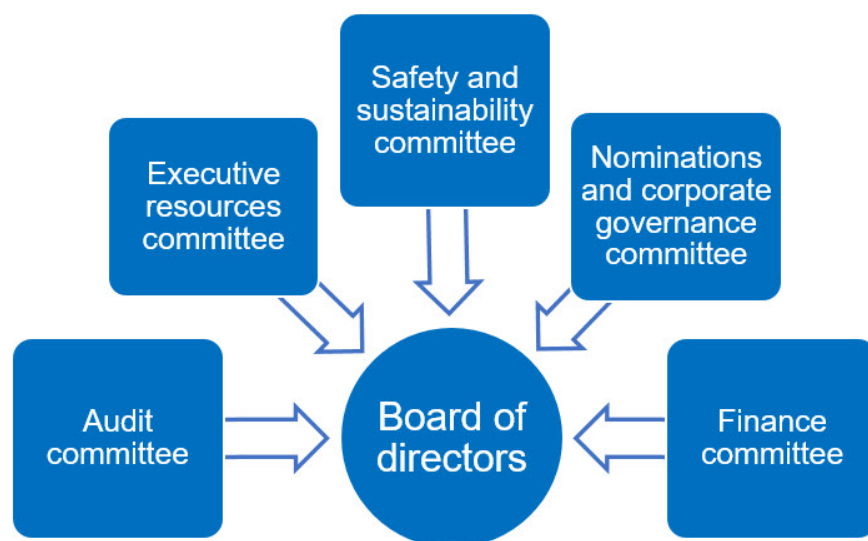 Safety and
sustainability
committee
Executive
resources
committee
Nominations
and corporate
governance
committee
Audit
committee
Board of
directors
Finance
committee